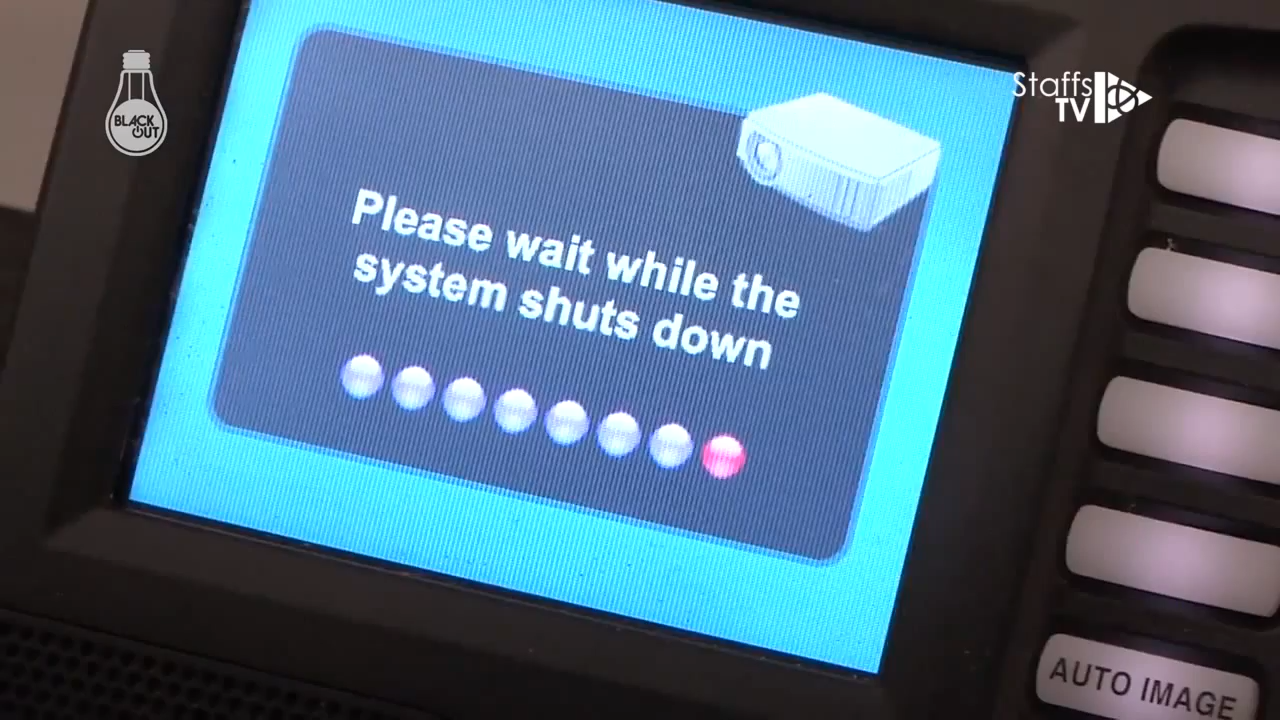 BLACK
OUT
Staffs
TV
Please wait while the
system shuts down
AUTO IMAGE